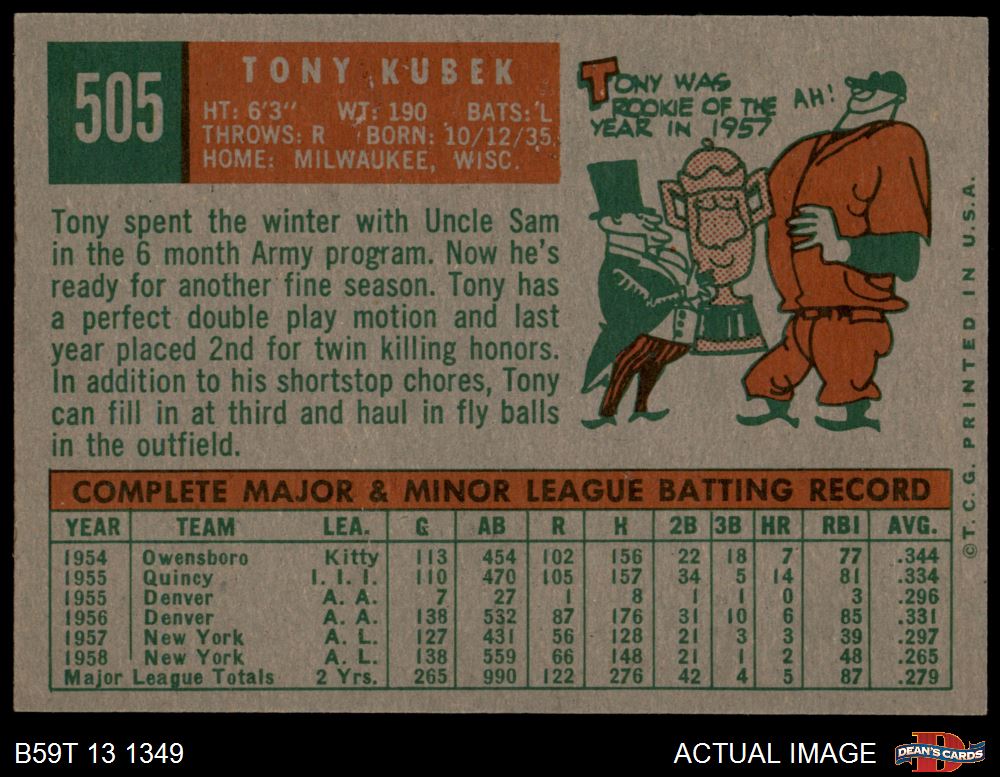 505
TONY KUBEK
HT: 6'3" WT: 190 BATS: L
THROWS: R BORN: 10/12/35
HOME: MILWAUKEE, WISC.
TONY WAS
ROOKIE OF THE
YEAR IN 1957
AH!
Tony spent the winter with Uncle Sam
in the 6 month Army program. Now he's
ready for another fine season. Tony has
a perfect double play motion and last
year placed 2nd for twin killing honors.
In addition to his shortstop chores, Tony
can fill in at third and haul in fly balls
in the outfield.
COMPLETE MAJOR & MINOR LEAGUE BATTING RECORD
YEAR TEAM LEA. G AB R H 2B 3B HR RBI AVG.
1954 Owensboro Kitty 113 454 102 156 22 18 7 77 .344
1955 Quincy I. I. I. 110 470 105 157 34 5 14 81 .334
1955 Denver A. A. 7 27 1 8 1 1 0 3 .296
1956 Denver A. A. 138 532 87 176 31 10 6 85 .331
1957 New York A. L. 127 431 56 128 21 3 3 39 .297
1958 New York A. L. 138 559 66 148 21 1 2 48 .265
Major League Totals 2 Yrs. 265 990 122 276 42 4 5 87 .279
© T. C. G. PRINTED IN U.S.A.
B59T 13 1349
ACTUAL IMAGE
D
DEAN'S CARDS